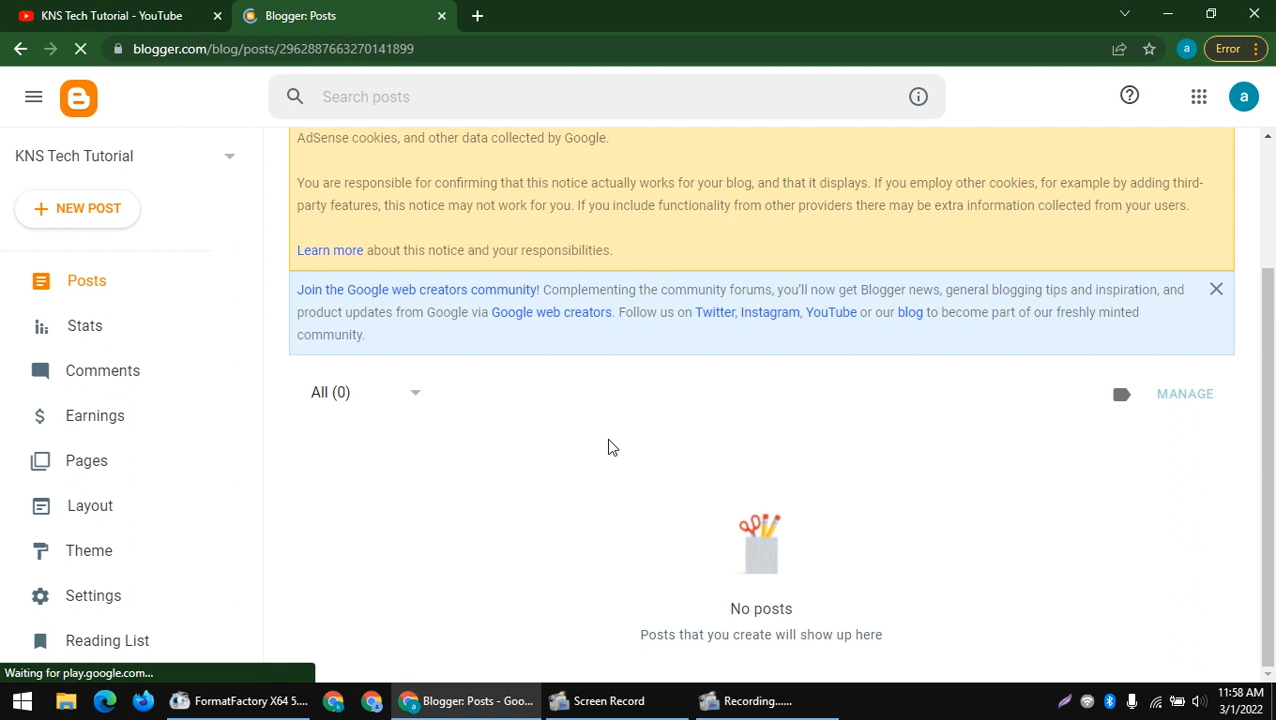 KNS Tech Tutorial - YouTube
Blogger: Posts
blogger.com/blog/posts/2962887663270141899
a
Error
Search posts
a
KNS Tech Tutorial
NEW POST
Posts
Stats
Comments
Earnings
Pages
Layout
Theme
Settings
Reading List
AdSense cookies, and other data collected by Google.
You are responsible for confirming that this notice actually works for your blog, and that it displays. If you employ other cookies, for example by adding third-
party features, this notice may not work for you. If you include functionality from other providers there may be extra information collected from your users.
Learn more about this notice and your responsibilities.
Join the Google web creators community! Complementing the community forums, you'll now get Blogger news, general blogging tips and inspiration, and
product updates from Google via Google web creators. Follow us on Twitter, Instagram, YouTube or our blog to become part of our freshly minted
community.
All (0)
MANAGE
No posts
Posts that you create will show up here
Waiting for play.google.com...
FormatFactory X64 5....
Blogger: Posts - Goo...
Screen Record
Recording......
11:58 AM
3/1/2022